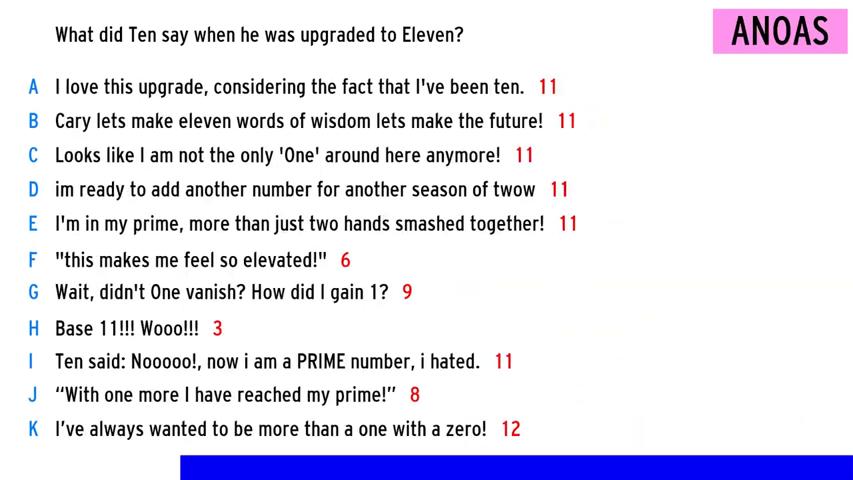 What did Ten say when he was upgraded to Eleven?
ANOAS
A I love this upgrade, considering the fact that I've been ten. 11
B Cary lets make eleven words of wisdom lets make the future! 11
C Looks like I am not the only 'One' around here anymore! 11
D im ready to add another number for another season of twow 11
E I'm in my prime, more than just two hands smashed together! 11
F "this makes me feel so elevated!" 6
G Wait, didn't One vanish? How did I gain 1? 9
H Base 11!!! Wooo!!! 3
I Ten said: Nooooo!, now i am a PRIME number, i hated. 11
J “With one more I have reached my prime!” 8
K I’ve always wanted to be more than a one with a zero! 12